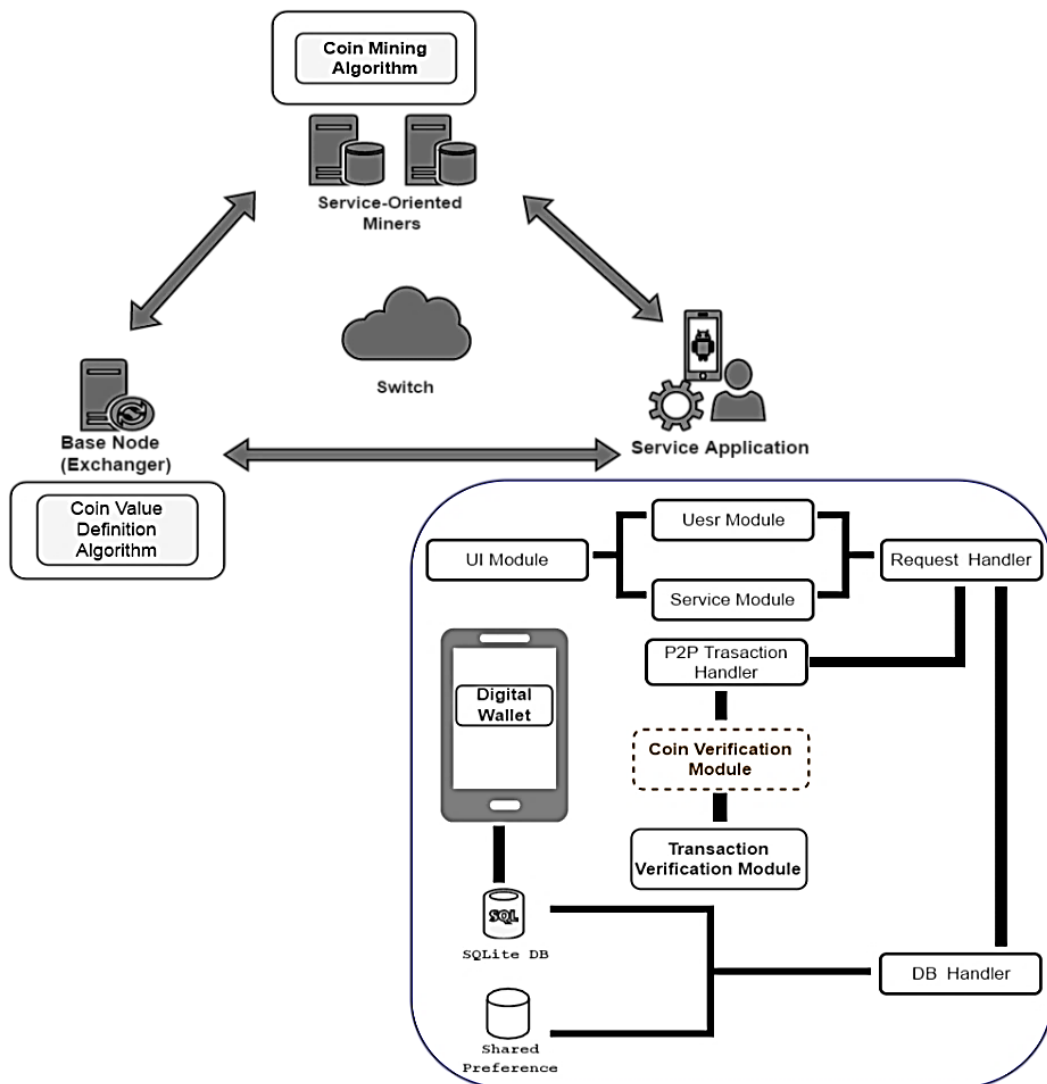 Coin Mining
Algorithm
Service-Oriented
Miners
Switch
Base Node
(Exchanger)
Service Application
Coin Value
Definition
Algorithm
Uesr Module
UI Module
Request Handler
Service Module
P2P Trasaction
Handler
Digital
Wallet
Coin Verification
Module
Transaction
Verification Module
SQL
SQLite DB
DB Handler
Shared
Preference